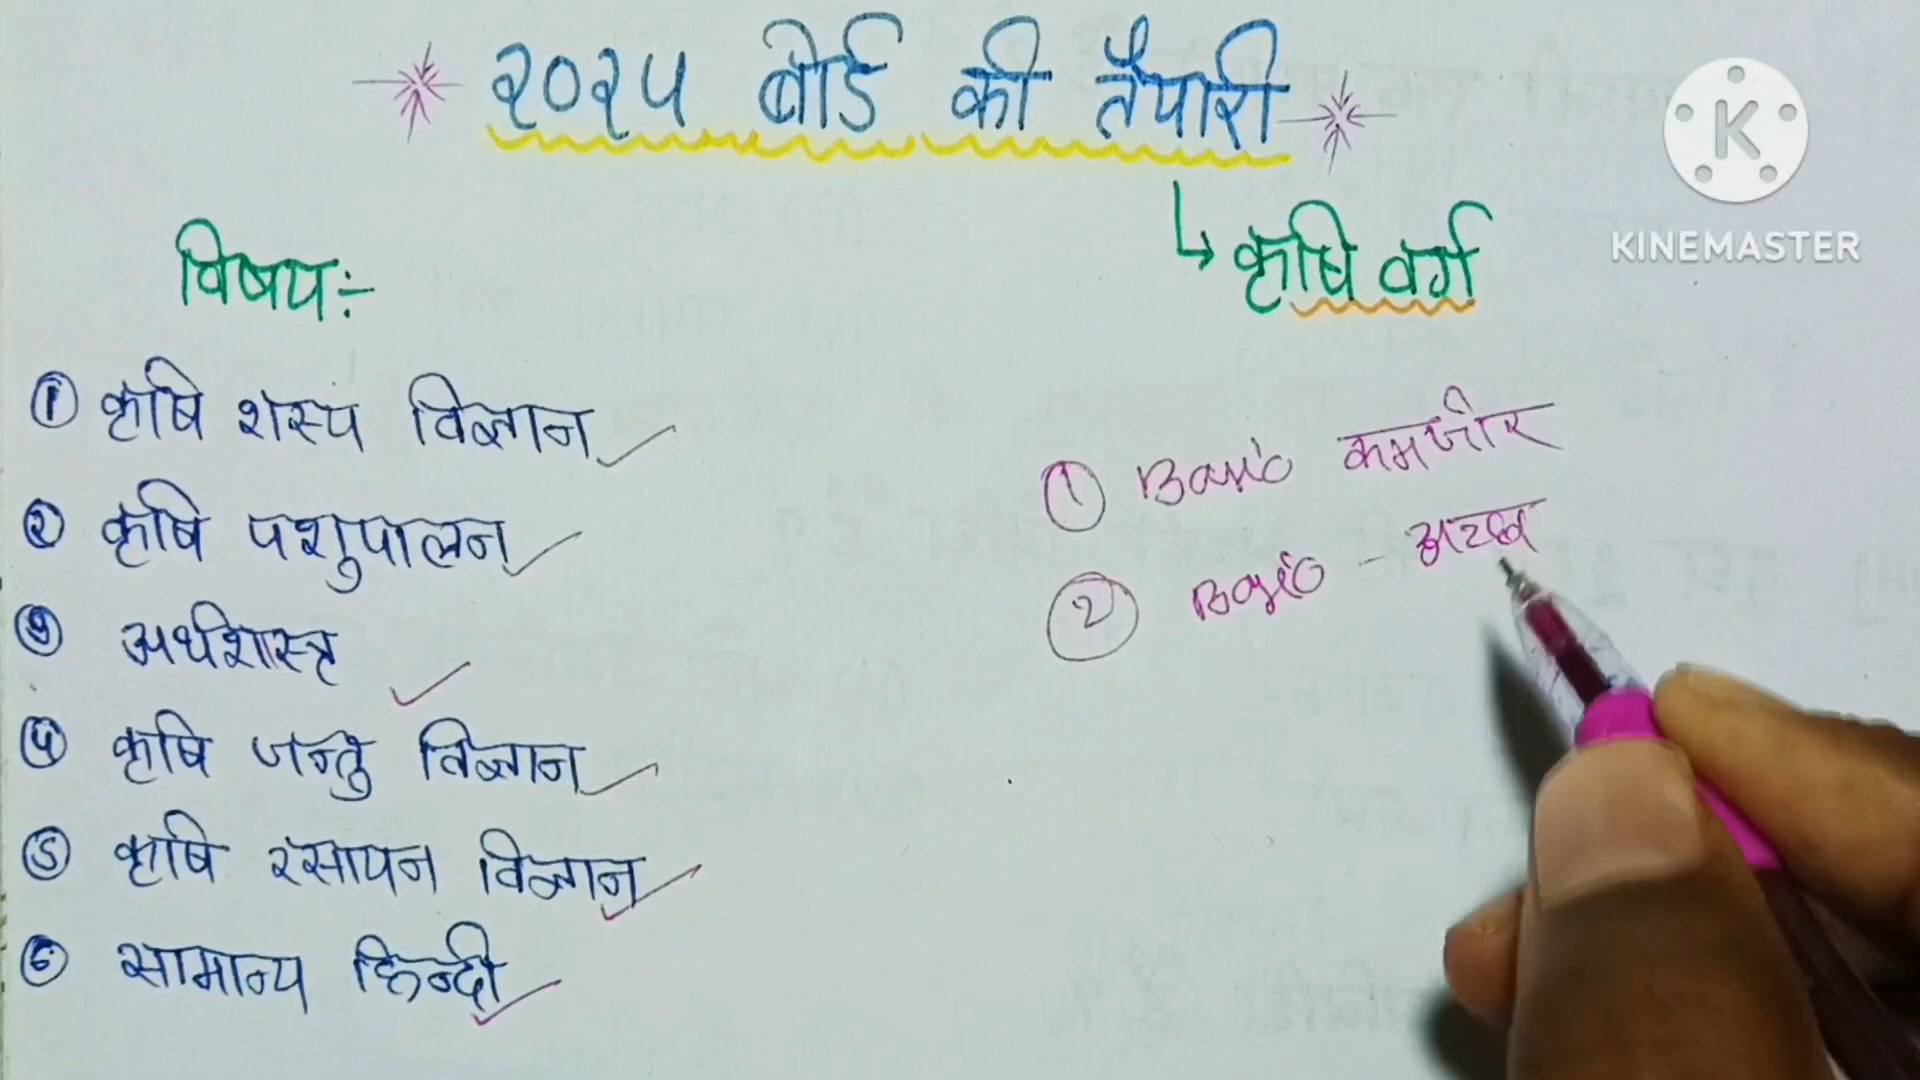 २०२५ बोर्ड की तैयारी
कृषि वर्ग
KINEMASTER
विषय:-
① कृषि शस्य विज्ञान
② कृषि पशुपालन
③ अर्थशास्त्र
④ कृषि जन्तु विज्ञान
⑤ कृषि रसायन विज्ञान
⑥ सामान्य हिन्दी
① Basic कमजोर
② Basic -